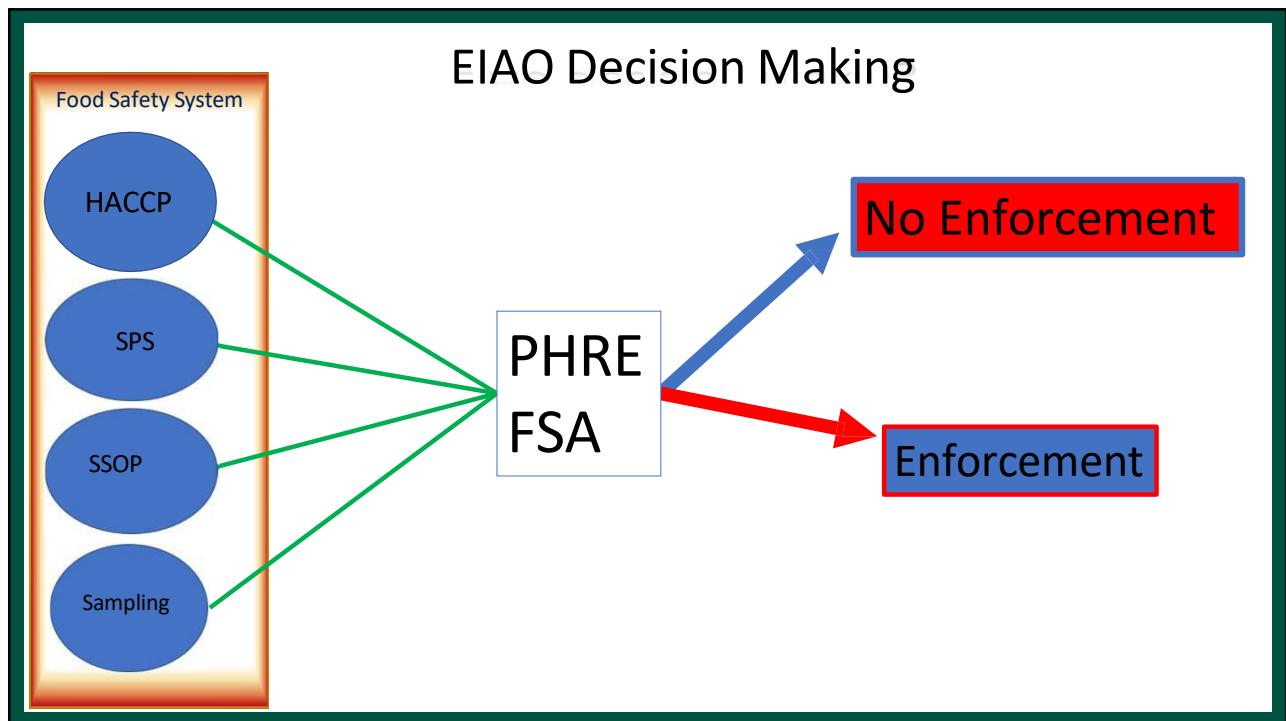 EIAO Decision Making
Food Safety System
HACCP
SPS
SSOP
Sampling
PHRE
FSA
No Enforcement
Enforcement